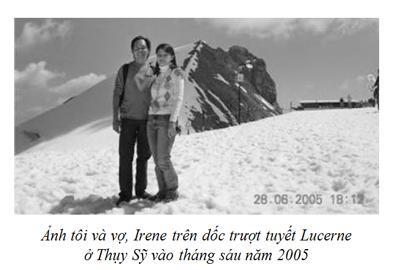 28.06.2005 18:12
Ảnh tôi và vợ, Irene trên dốc trượt tuyết Lucerne
ở Thụy Sỹ vào tháng sáu năm 2005